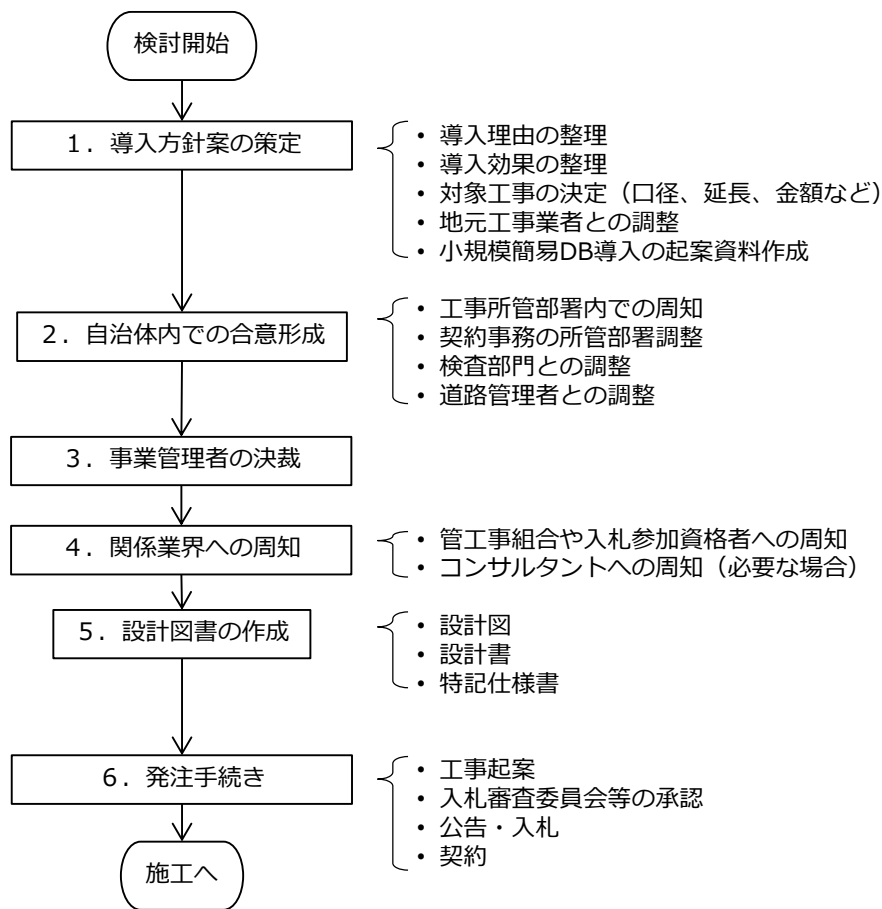 検討開始
1．導入方針案の策定
• 導入理由の整理
• 導入効果の整理
• 対象工事の決定（口径、延長、金額など）
• 地元工事業者との調整
• 小規模簡易DB導入の起案資料作成
2．自治体内での合意形成
• 工事所管部署内での周知
• 契約事務の所管部署調整
• 検査部門との調整
• 道路管理者との調整
3．事業管理者の決裁
4．関係業界への周知
• 管工事組合や入札参加資格者への周知
• コンサルタントへの周知（必要な場合）
5．設計図書の作成
• 設計図
• 設計書
• 特記仕様書
6．発注手続き
• 工事起案
• 入札審査委員会等の承認
• 公告・入札
• 契約
施工へ